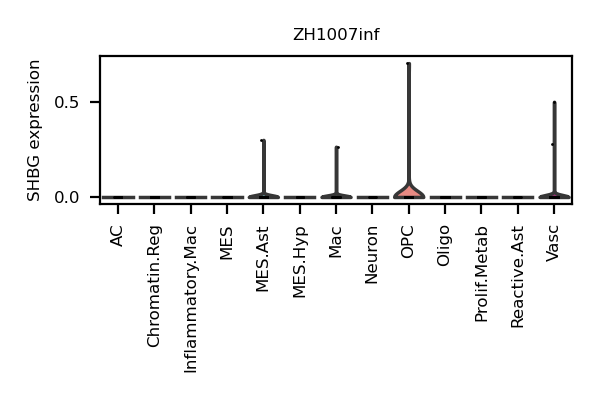 ZH1007inf
SHBG expression
0.5
0.0
AC
Chromatin.Reg
Inflammatory.Mac
MES
MES.Ast
MES.Hyp
Mac
Neuron
OPC
Oligo
Prolif.Metab
Reactive.Ast
Vasc